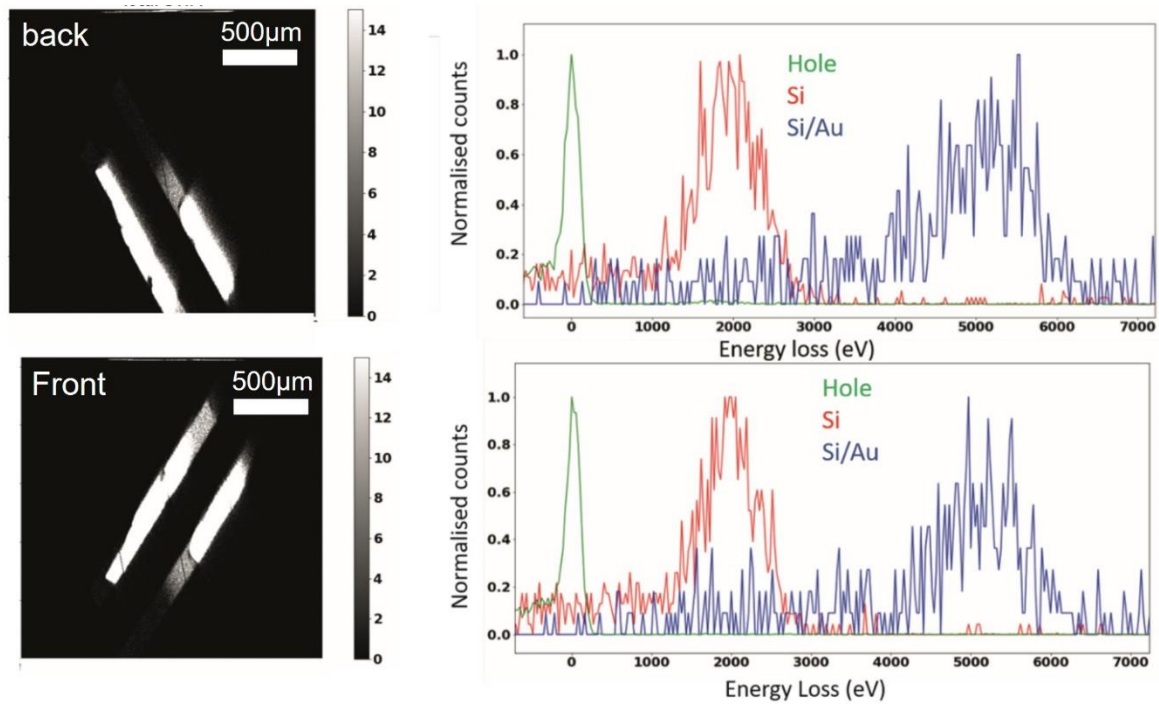 back
500μm
14
12
10
8
6
4
2
0
Normalised counts
1.0
0.8
0.6
0.4
0.2
0.0
Hole
Si
Si/Au
0 1000 2000 3000 4000 5000 6000 7000
Energy loss (eV)
Front
500μm
14
12
10
8
6
4
2
0
Normalised counts
1.0
0.8
0.6
0.4
0.2
0.0
Hole
Si
Si/Au
0 1000 2000 3000 4000 5000 6000 7000
Energy Loss (eV)